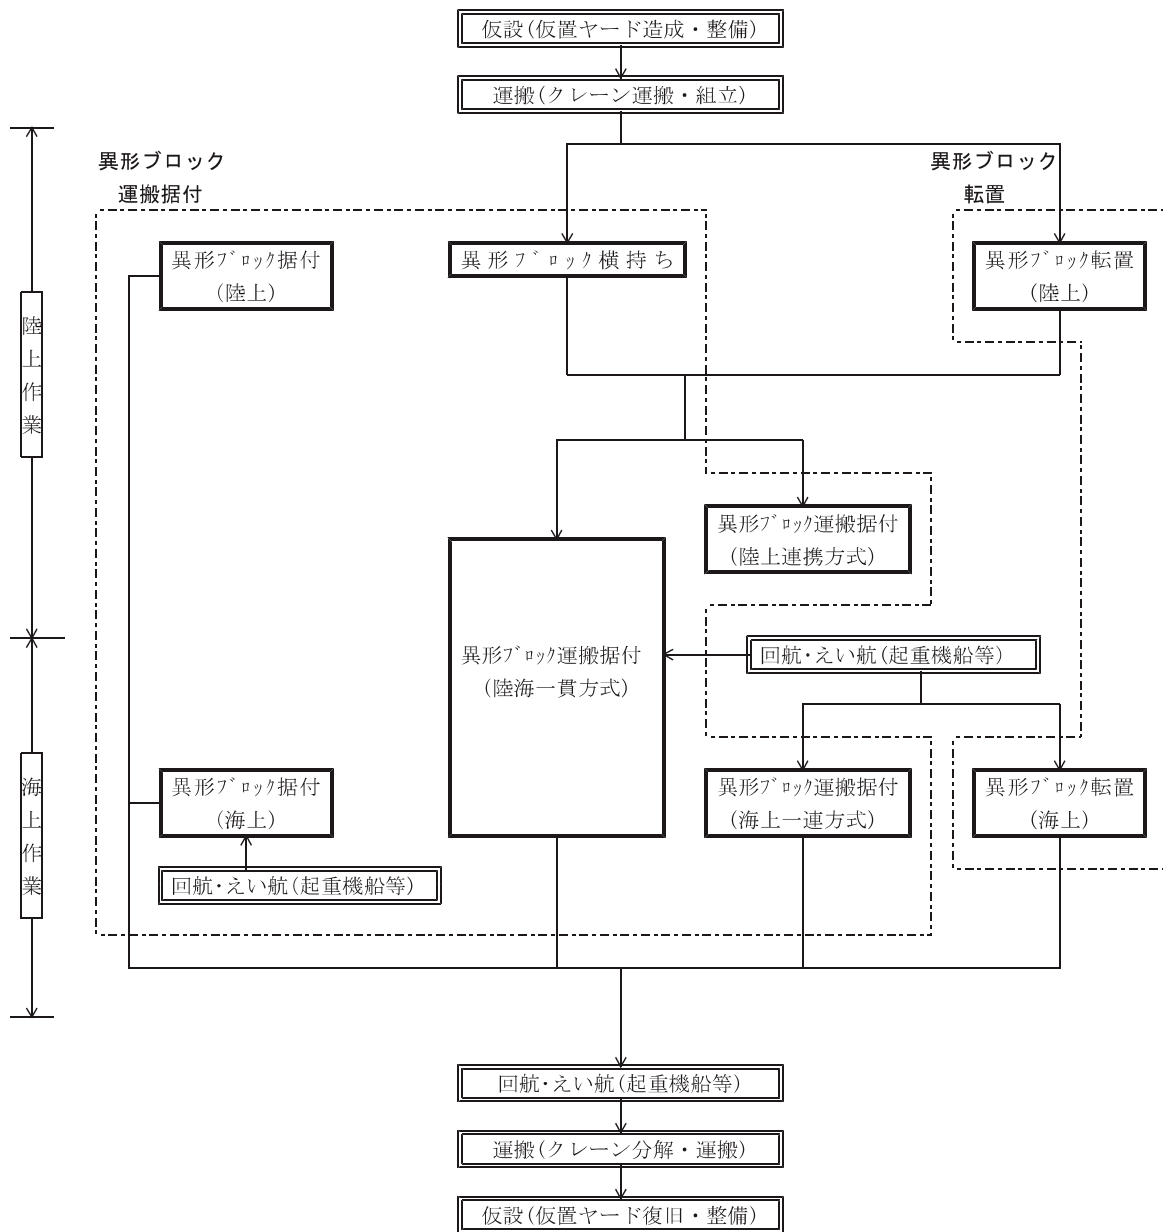 仮設(仮置ヤード造成・整備)
運搬(クレーン運搬・組立)
異形ブロック
運搬据付
異形ブロック
転置
異形ブロック据付
(陸上)
異形ブロック横持ち
異形ブロック転置
(陸上)
陸上作業
異形ブロック運搬据付
(陸上連携方式)
異形ブロック運搬据付
(陸海一貫方式)
回航・えい航(起重機船等)
海上作業
異形ブロック据付
(海上)
異形ブロック運搬据付
(海上一連方式)
異形ブロック転置
(海上)
回航・えい航(起重機船等)
回航・えい航(起重機船等)
運搬(クレーン分解・運搬)
仮設(仮置ヤード復旧・整備)